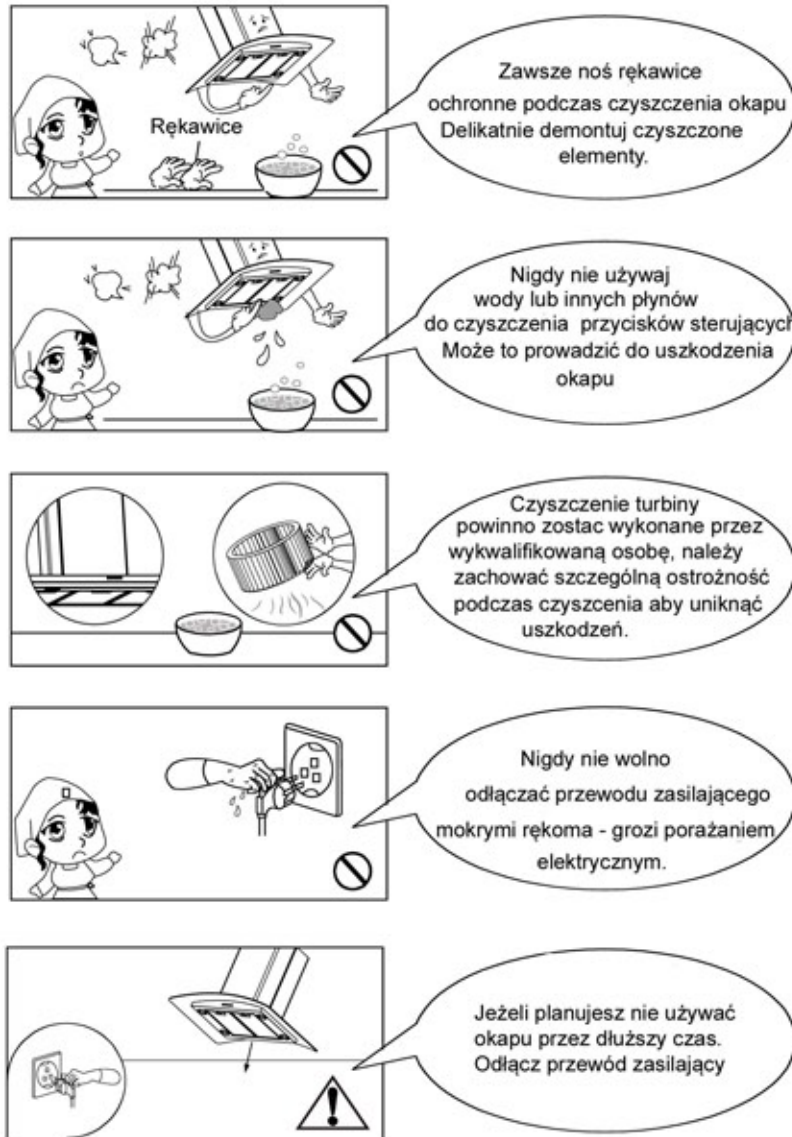 Rękawice
Zawsze noś rękawice
ochronne podczas czyszczenia okapu
Delikatnie demontuj czyszczone
elementy.
Nigdy nie używaj
wody lub innych płynów
do czyszczenia przycisków sterujących
Może to prowadzić do uszkodzenia
okapu
Czyszczenie turbiny
powinno zostac wykonane przez
wykwalifikowaną osobę, należy
zachować szczególną ostrożność
podczas czyszcenia aby uniknąć
uszkodzeń.
Nigdy nie wolno
odłączać przewodu zasilającego
mokrymi rękoma - grozi porażaniem
elektrycznym.
Jeżeli planujesz nie używać
okapu przez dłuższy czas.
Odłącz przewód zasilający